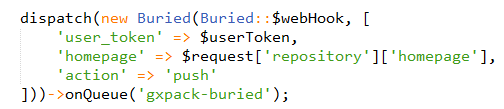 dispatch(new Buried(Buried::$webHook, [
    'user_token' => $userToken,
    'homepage' => $request['repository']['homepage'],
    'action' => 'push'
]))->onQueue('gxpack-buried');